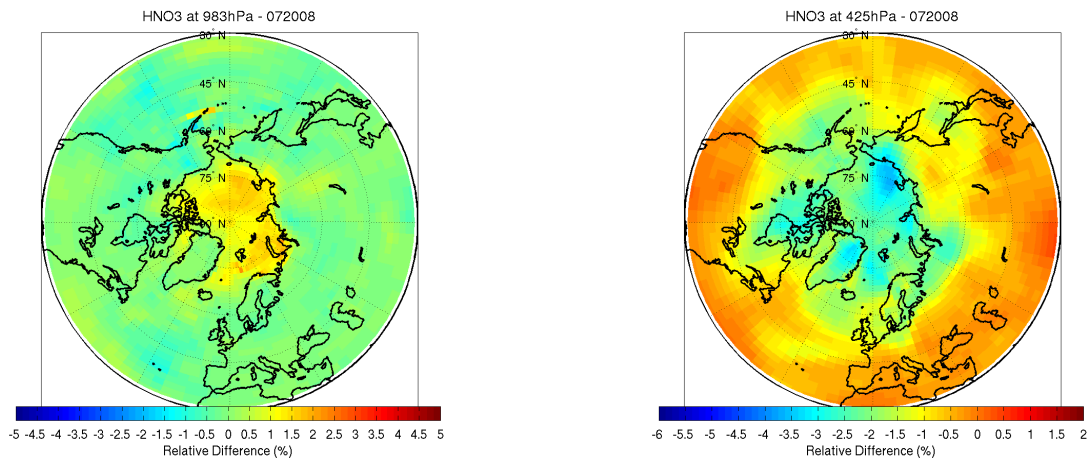 HNO3 at 983hPa - 072008
30° N
45° N
60° N
75° N
90° N
-5 -4.5 -4 -3.5 -3 -2.5 -2 -1.5 -1 -0.5 0 0.5 1 1.5 2 2.5 3 3.5 4 4.5 5
Relative Difference (%)
HNO3 at 425hPa - 072008
30° N
45° N
60° N
75° N
90° N
-6 -5.5 -5 -4.5 -4 -3.5 -3 -2.5 -2 -1.5 -1 -0.5 0 0.5 1 1.5 2
Relative Difference (%)